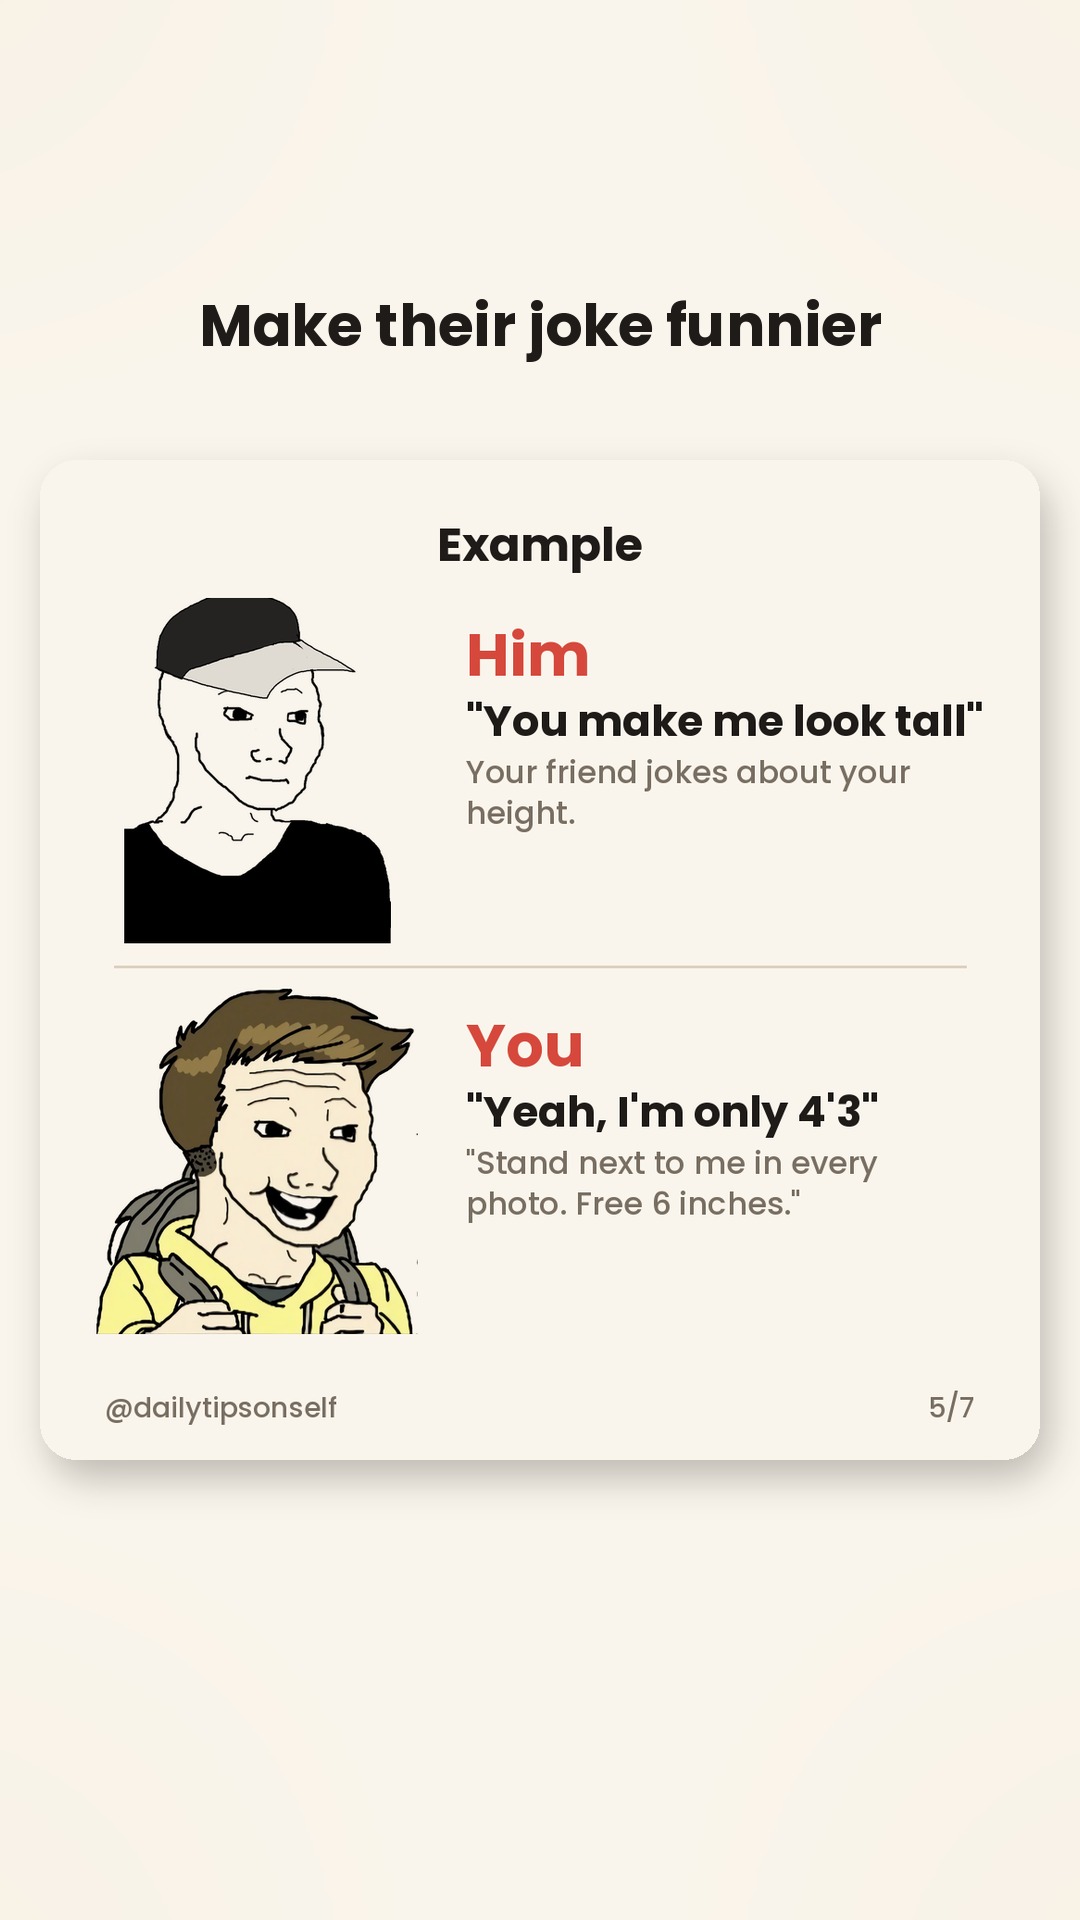 Make their joke funnier
Example
Him
"You make me look tall"
Your friend jokes about your
height.
You
"Yeah, I'm only 4'3"
"Stand next to me in every
photo. Free 6 inches."
@dailytipsonself
5/7